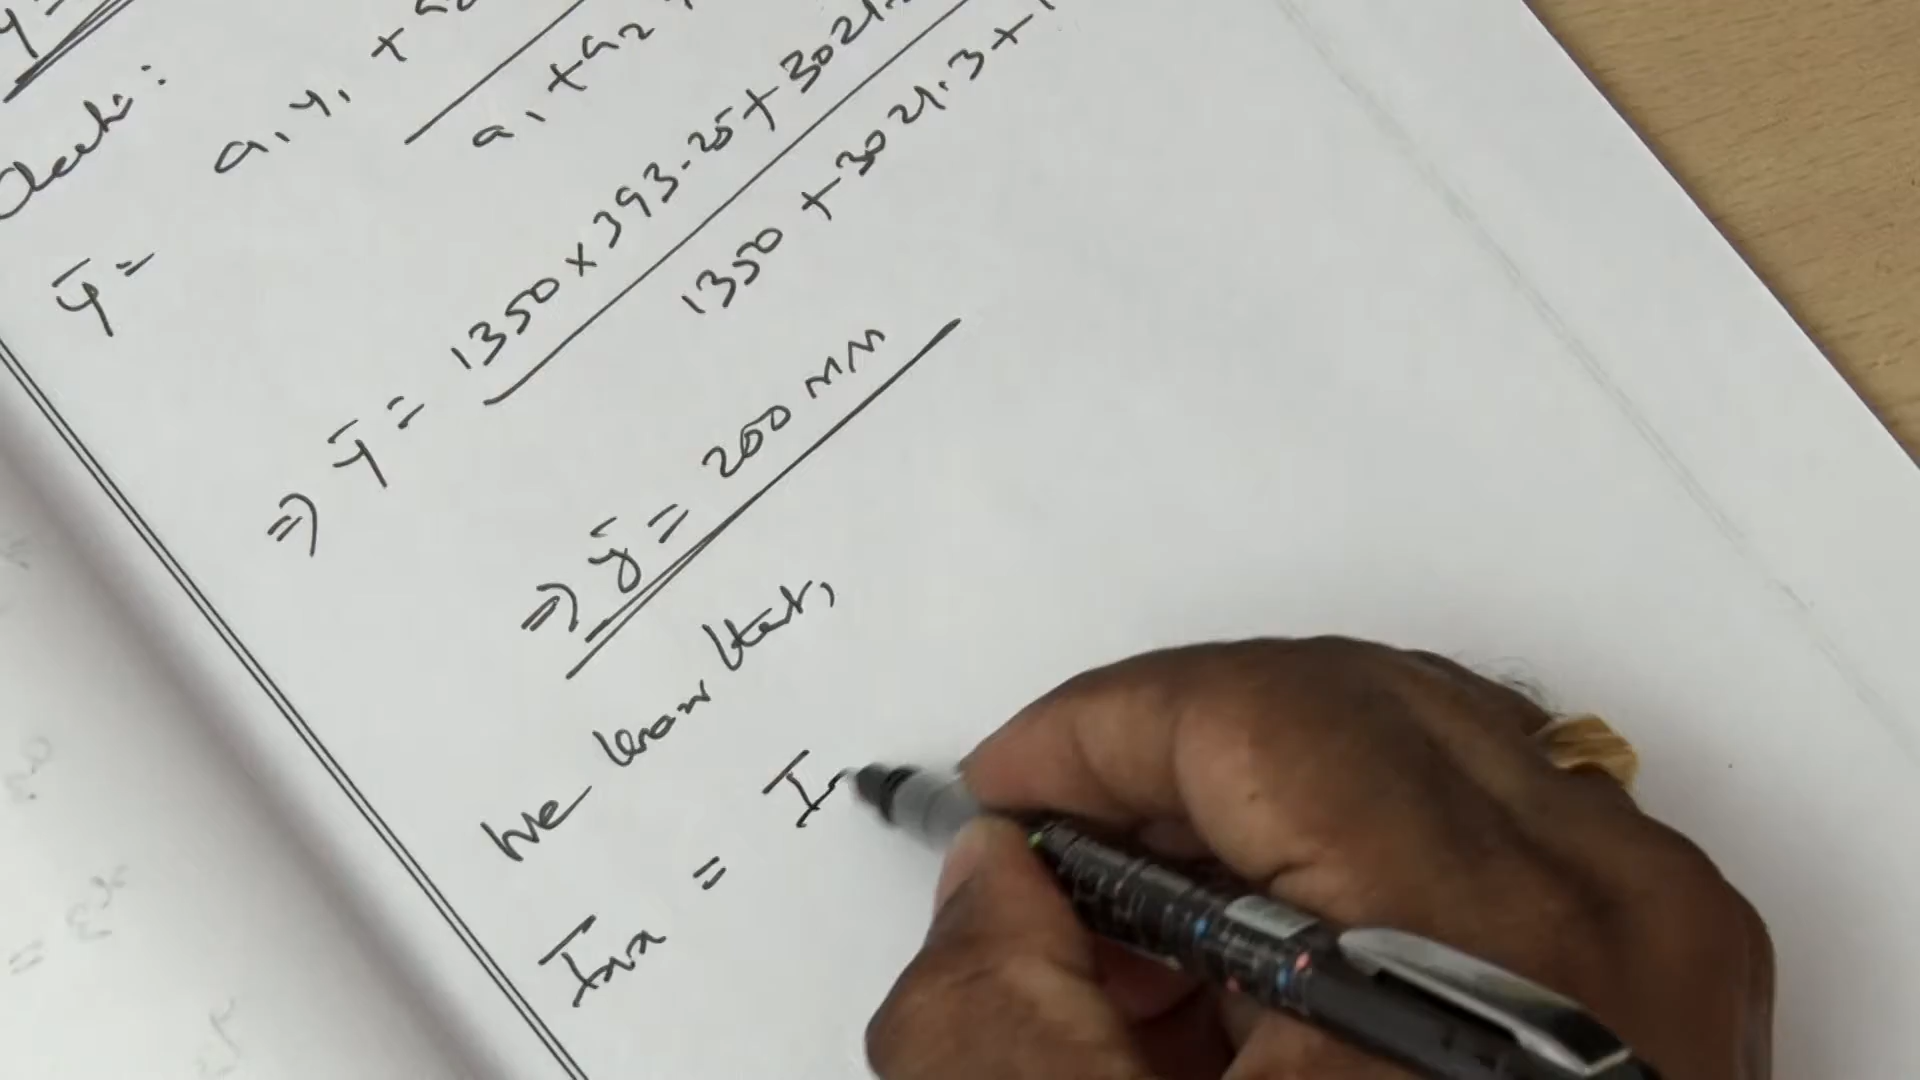 Check:
ȳ = a₁y₁ + a₂
a₁ + a₂
⇒ ȳ = 1350 × 393.25 + 3021.
1350 + 3021.3 +
⇒ ȳ = 200 mm
We know that,
Ixx = I